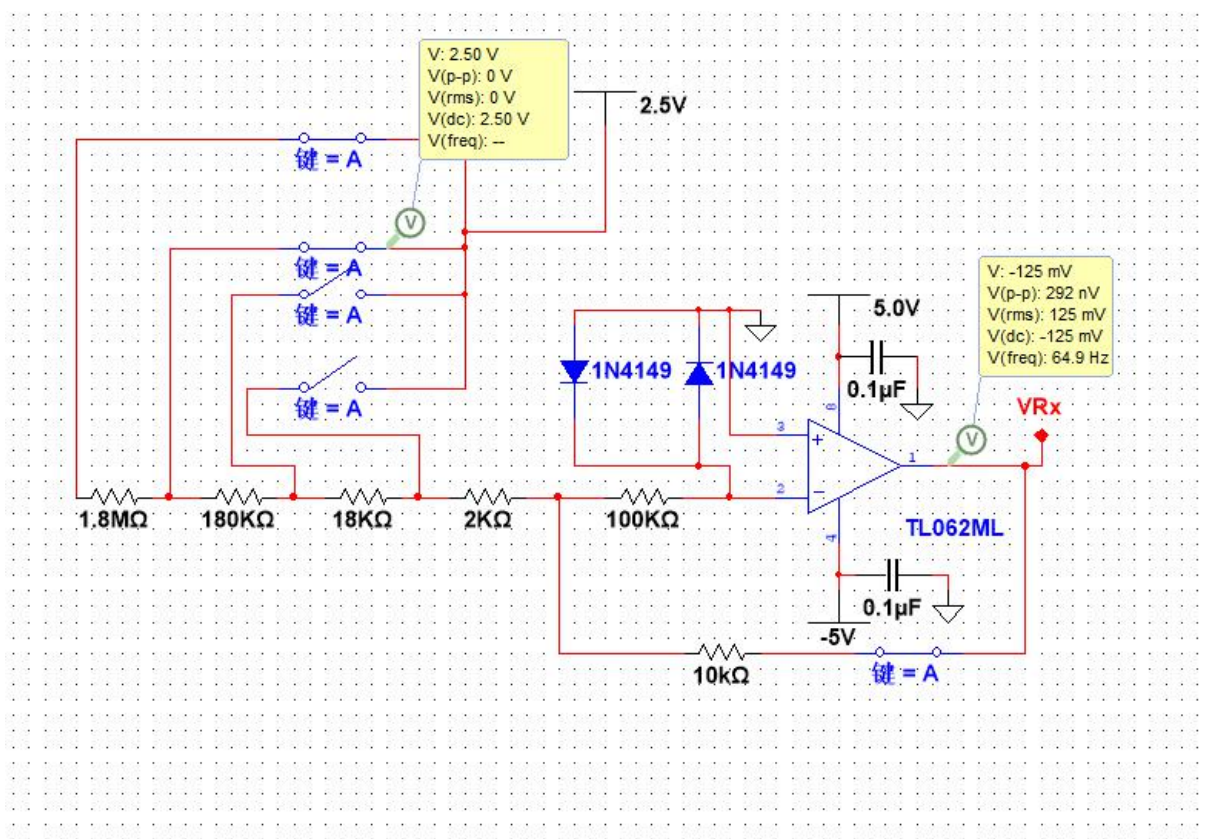 V: 2.50 V
V(p-p): 0 V
V(rms): 0 V
V(dc): 2.50 V
V(freq): --
V
2.5V
键 = A
键 = A
键 = A
键 = A
1N4149
1N4149
5.0V
0.1µF
V: -125 mV
V(p-p): 292 nV
V(rms): 125 mV
V(dc): -125 mV
V(freq): 64.9 Hz
V
VRx
3
2
8
1
4
1.8MΩ
180KΩ
18KΩ
2KΩ
100KΩ
TL062ML
0.1µF
-5V
10kΩ
键 = A